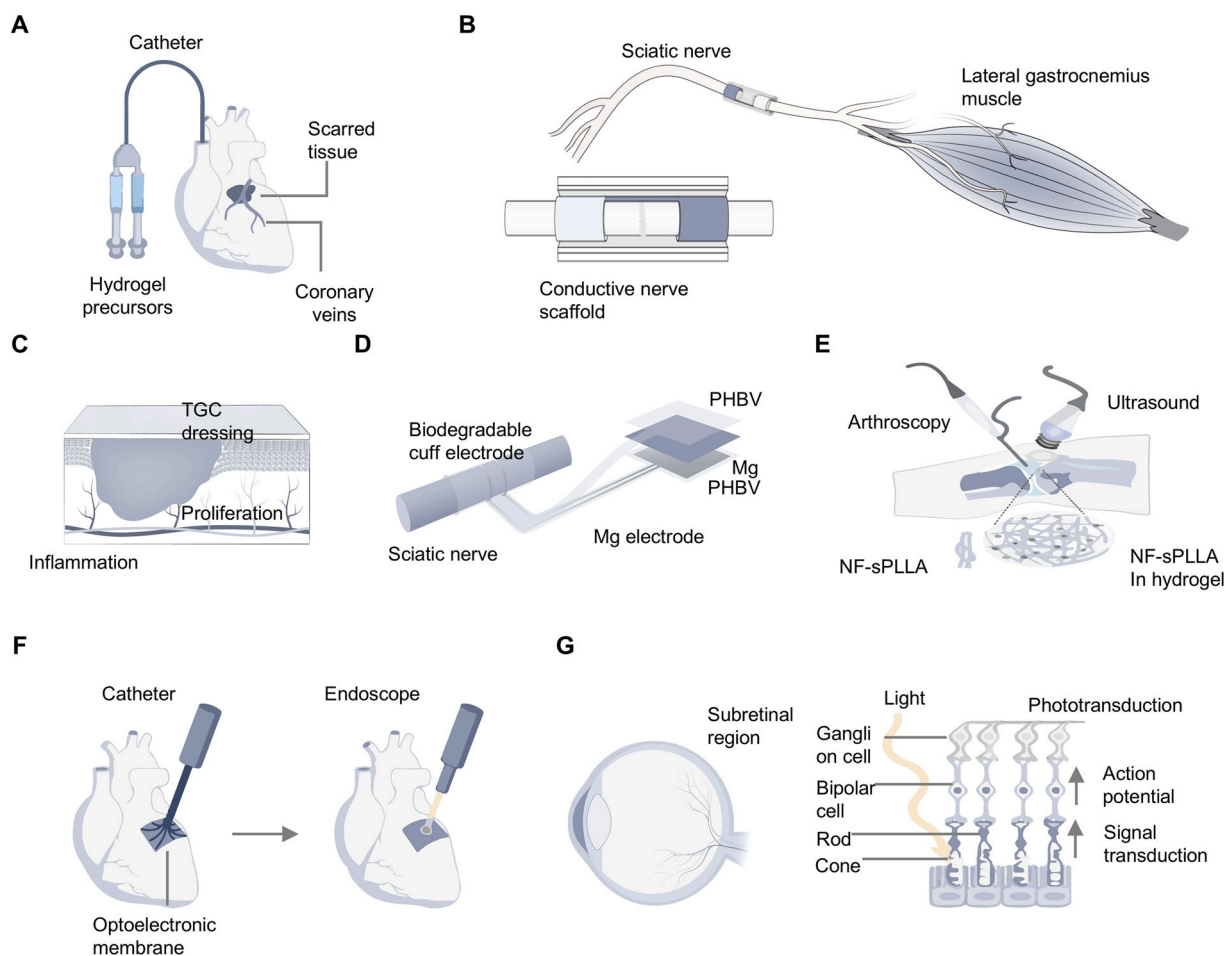 A
Catheter
Scarred
tissue
Hydrogel
precursors
Coronary
veins
B
Sciatic nerve
Lateral gastrocnemius
muscle
Conductive nerve
scaffold
C
TGC
dressing
Proliferation
Inflammation
D
PHBV
Biodegradable
cuff electrode
Mg
PHBV
Mg electrode
Sciatic nerve
E
Arthroscopy
Ultrasound
NF-sPLLA
NF-sPLLA
In hydrogel
F
Catheter
Endoscope
Optoelectronic
membrane
G
Subretinal
region
Light
Phototransduction
Gangli
on cell
Bipolar
cell
Rod
Cone
Action
potential
Signal
transduction